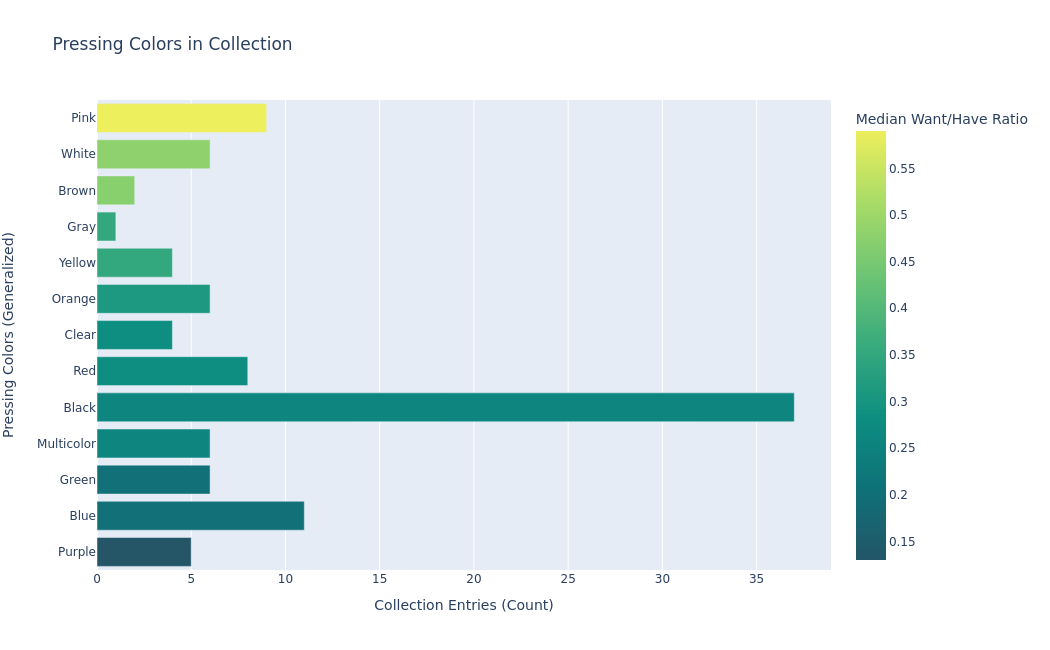 Pressing Colors in Collection
Pressing Colors (Generalized)
Pink
White
Brown
Gray
Yellow
Orange
Clear
Red
Black
Multicolor
Green
Blue
Purple
0 5 10 15 20 25 30 35
Collection Entries (Count)
Median Want/Have Ratio
0.55
0.5
0.45
0.4
0.35
0.3
0.25
0.2
0.15